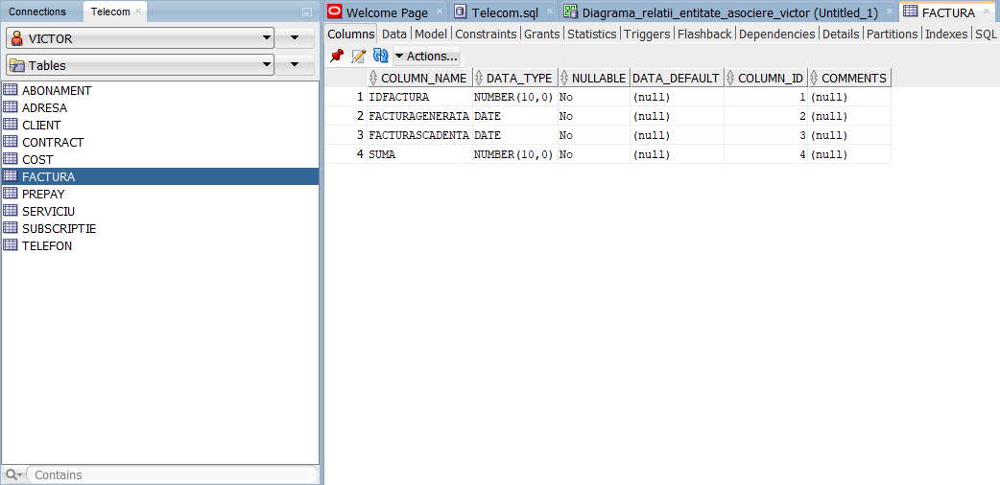 Connections Telecom
VICTOR
Tables
ABONAMENT
ADRESA
CLIENT
CONTRACT
COST
FACTURA
PREPAY
SERVICIU
SUBSCRIPTIE
TELEFON
Contains
Welcome Page Telecom.sql Diagrama_relatii_entitate_asociere_victor (Untitled_1) FACTURA
Columns Data Model Constraints Grants Statistics Triggers Flashback Dependencies Details Partitions Indexes SQL
Actions...
COLUMN_NAME DATA_TYPE NULLABLE DATA_DEFAULT COLUMN_ID COMMENTS
1 IDFACTURA NUMBER(10,0) No (null) 1 (null)
2 FACTURAGENERATA DATE No (null) 2 (null)
3 FACTURASCADENTA DATE No (null) 3 (null)
4 SUMA NUMBER(10,0) No (null) 4 (null)